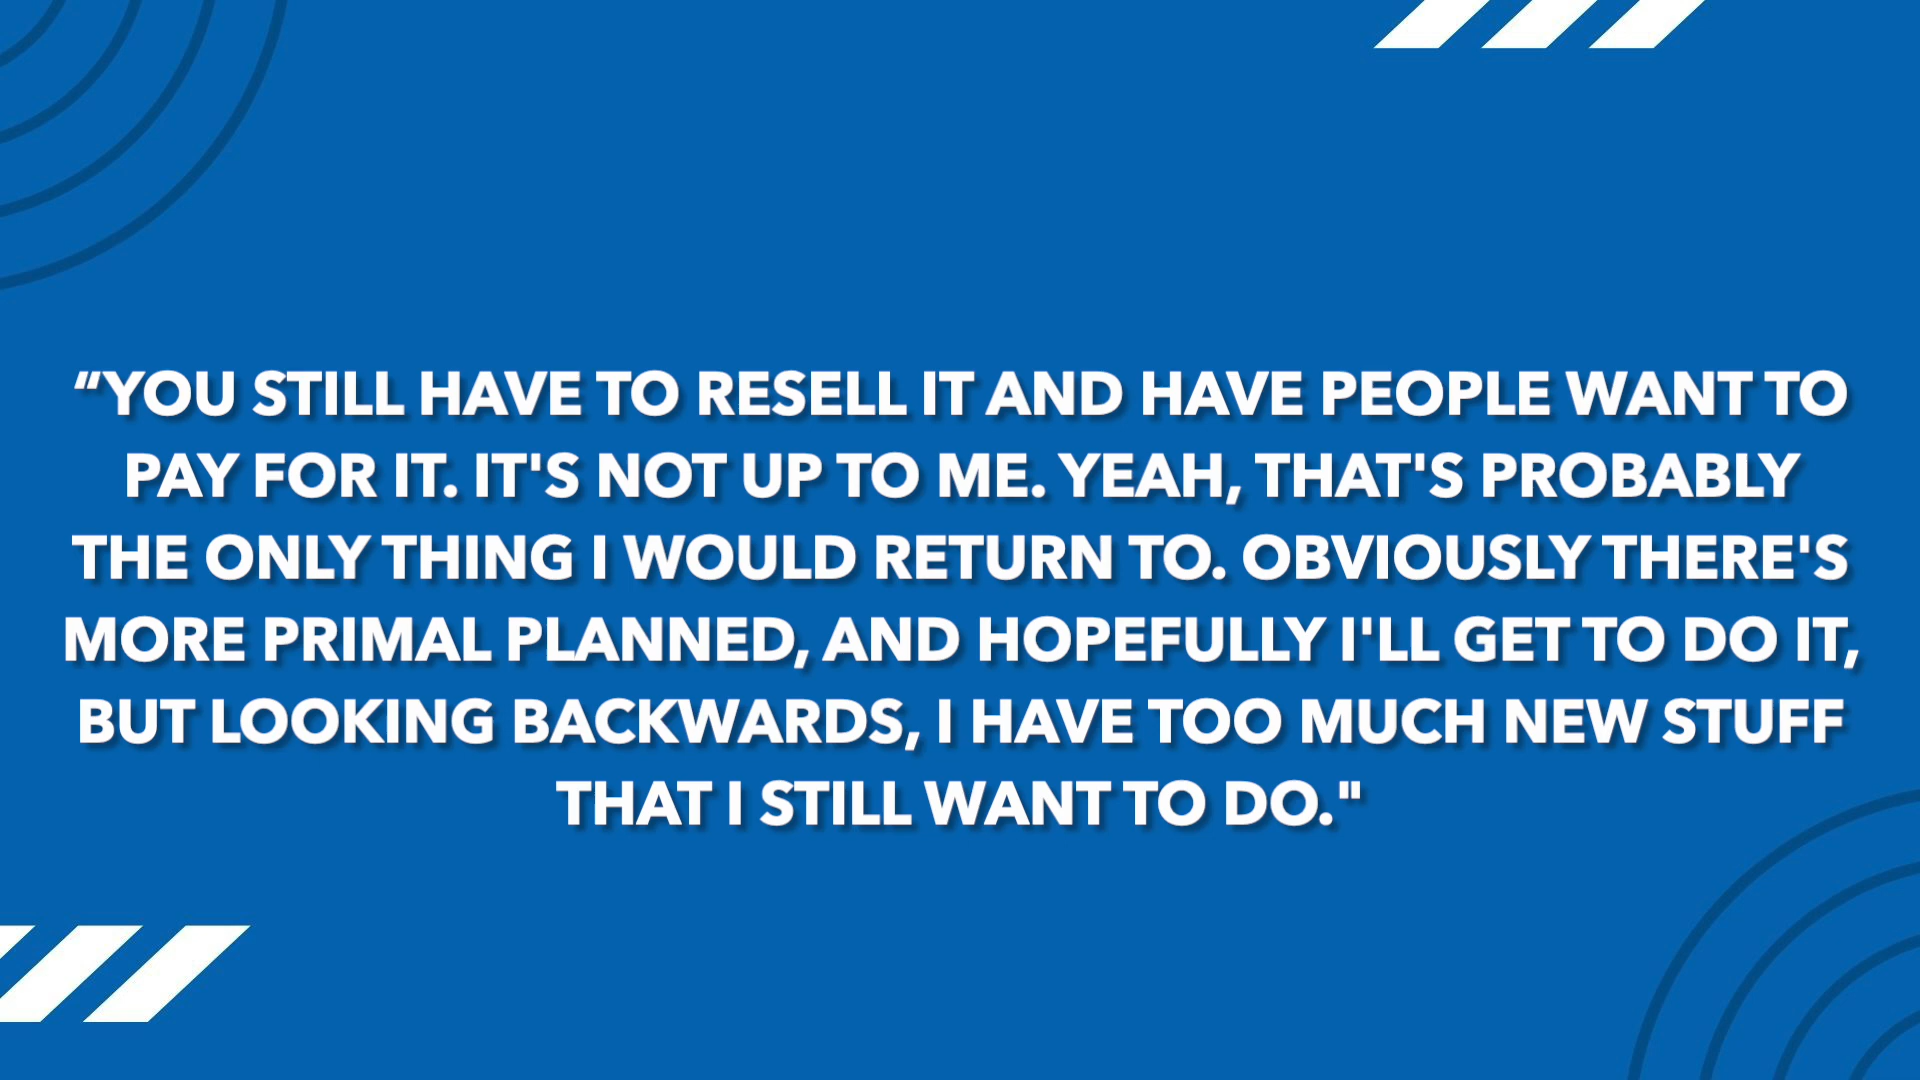 “YOU STILL HAVE TO RESELL IT AND HAVE PEOPLE WANT TO
PAY FOR IT. IT'S NOT UP TO ME. YEAH, THAT'S PROBABLY
THE ONLY THING I WOULD RETURN TO. OBVIOUSLY THERE'S
MORE PRIMAL PLANNED, AND HOPEFULLY I'LL GET TO DO IT,
BUT LOOKING BACKWARDS, I HAVE TOO MUCH NEW STUFF
THAT I STILL WANT TO DO."